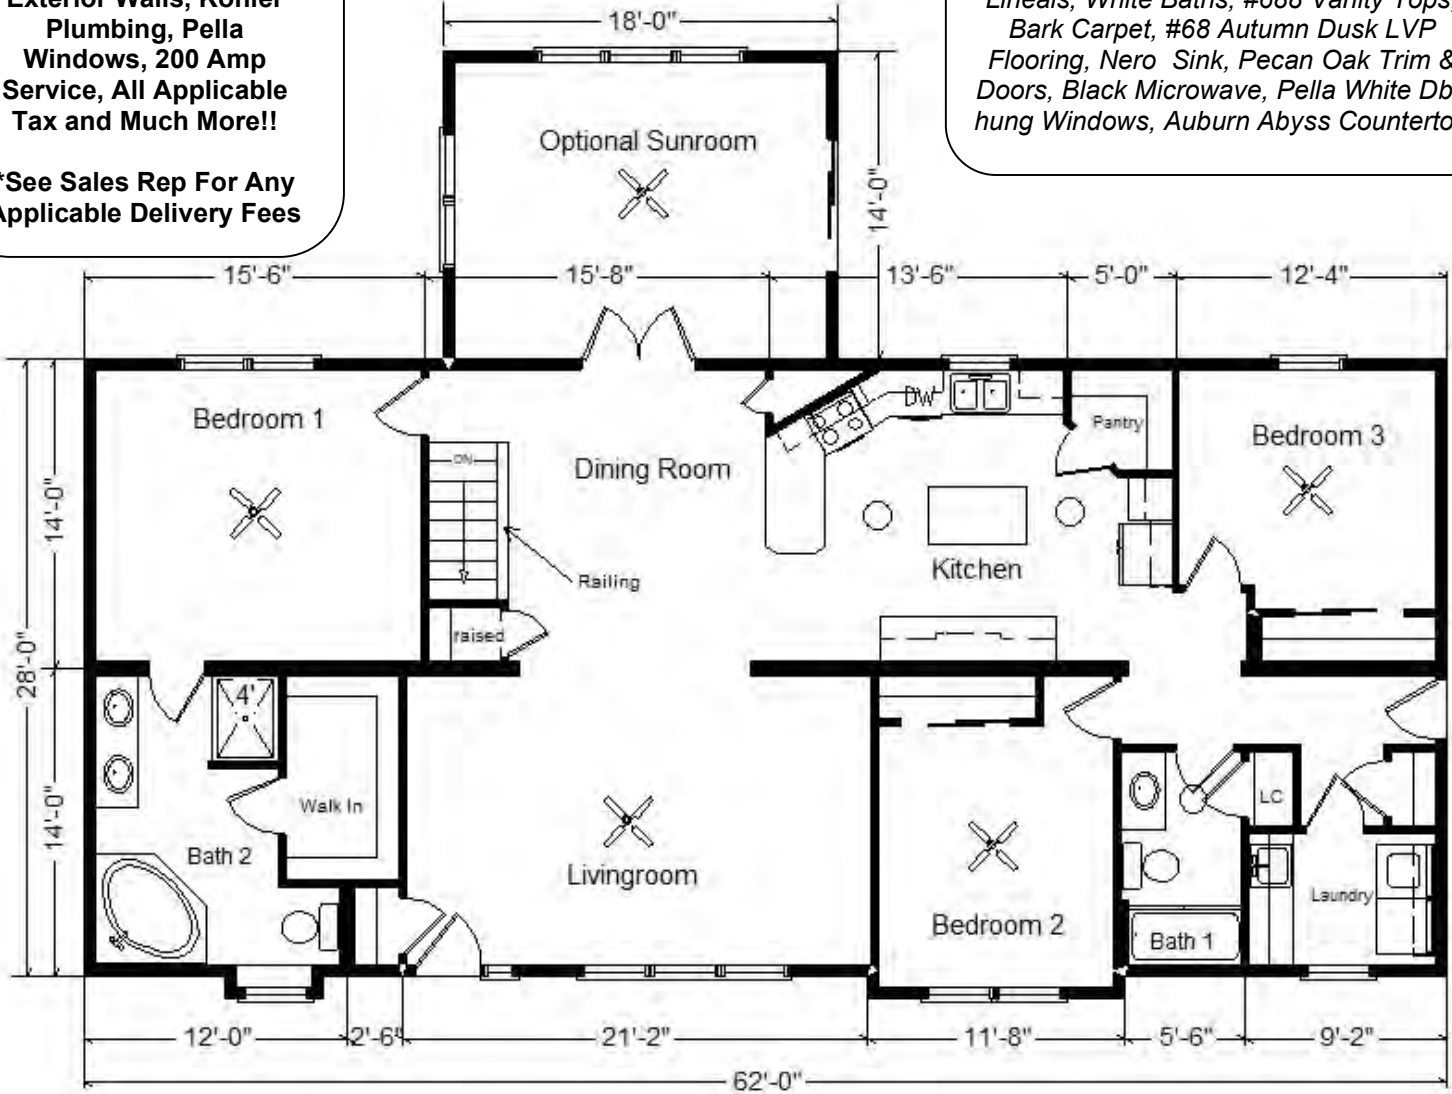 Exterior Walls, Kohler
Plumbing, Pella
Windows, 200 Amp
Service, All Applicable
Tax and Much More!!
*See Sales Rep For Any
Applicable Delivery Fees
Lineals, White Baths, #688 Vanity Tops,
Bark Carpet, #68 Autumn Dusk LVP
Flooring, Nero Sink, Pecan Oak Trim &
Doors, Black Microwave, Pella White Db
hung Windows, Auburn Abyss Counterto
18'-0"
Optional Sunroom
14'-0"
15'-6"
15'-8"
13'-6"
5'-0"
12'-4"
Bedroom 1
DW
Pantry
Bedroom 3
DN
Dining Room
14'-0"
Railing
Kitchen
raised
28'-0"
4'
14'-0"
Walk In
LC
Bath 2
Livingroom
Laundry
Bedroom 2
Bath 1
12'-0"
2'-6"
21'-2"
11'-8"
5'-6"
9'-2"
62'-0"